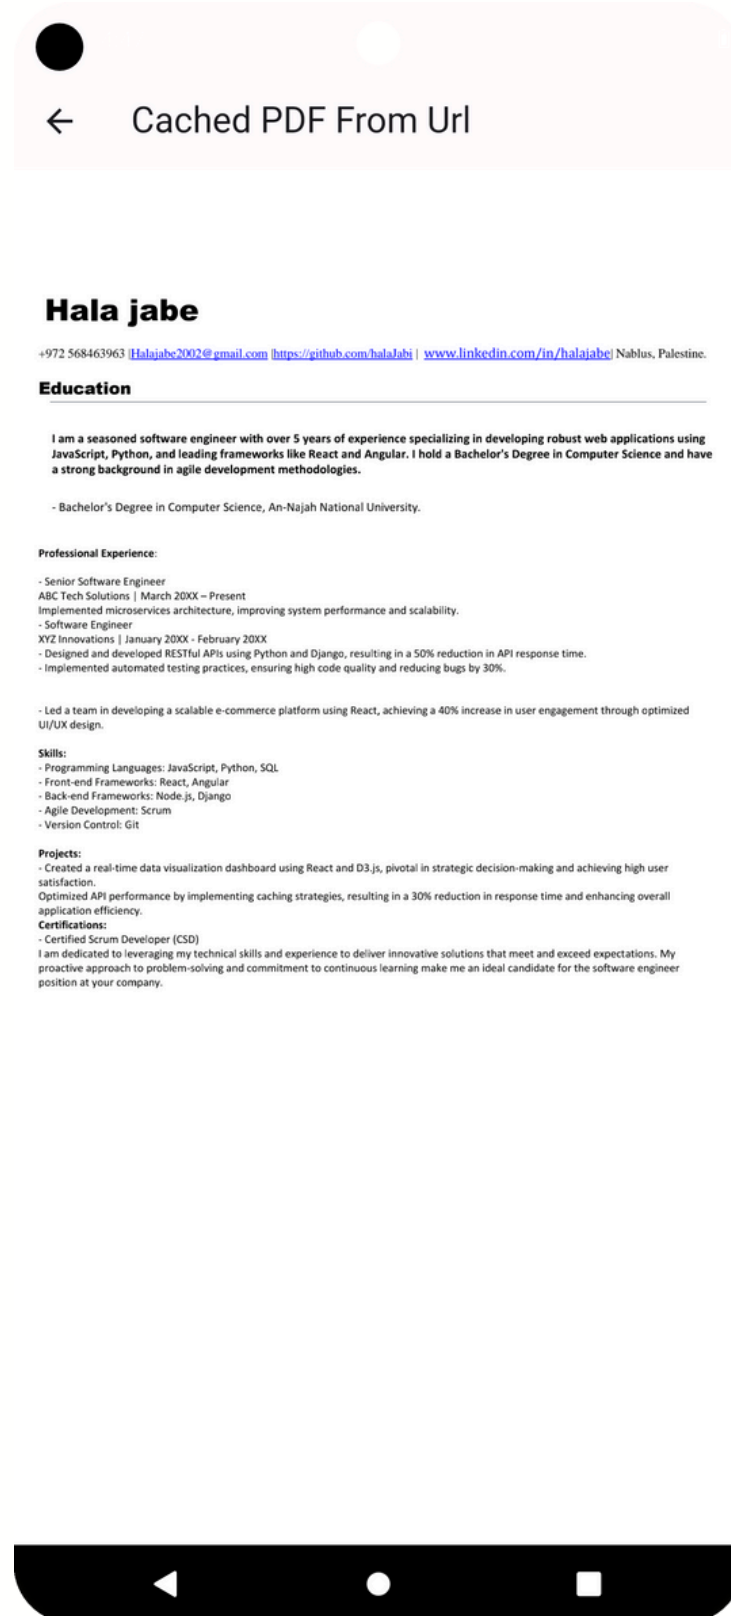 Cached PDF From Url
Hala jabe
+972 568463963 |Halajabe2002@gmail.com |https://github.com/halaJabi | www.linkedin.com/in/halajabe| Nablus, Palestine.
Education
I am a seasoned software engineer with over 5 years of experience specializing in developing robust web applications using
JavaScript, Python, and leading frameworks like React and Angular. I hold a Bachelor's Degree in Computer Science and have
a strong background in agile development methodologies.
- Bachelor's Degree in Computer Science, An-Najah National University.
Professional Experience:
- Senior Software Engineer
ABC Tech Solutions | March 20XX – Present
Implemented microservices architecture, improving system performance and scalability.
- Software Engineer
XYZ Innovations | January 20XX - February 20XX
- Designed and developed RESTful APIs using Python and Django, resulting in a 50% reduction in API response time.
- Implemented automated testing practices, ensuring high code quality and reducing bugs by 30%.
- Led a team in developing a scalable e-commerce platform using React, achieving a 40% increase in user engagement through optimized
UI/UX design.
Skills:
- Programming Languages: JavaScript, Python, SQL
- Front-end Frameworks: React, Angular
- Back-end Frameworks: Node.js, Django
- Agile Development: Scrum
- Version Control: Git
Projects:
- Created a real-time data visualization dashboard using React and D3.js, pivotal in strategic decision-making and achieving high user
satisfaction.
Optimized API performance by implementing caching strategies, resulting in a 30% reduction in response time and enhancing overall
application efficiency.
Certifications:
- Certified Scrum Developer (CSD)
I am dedicated to leveraging my technical skills and experience to deliver innovative solutions that meet and exceed expectations. My
proactive approach to problem-solving and commitment to continuous learning make me an ideal candidate for the software engineer
position at your company.